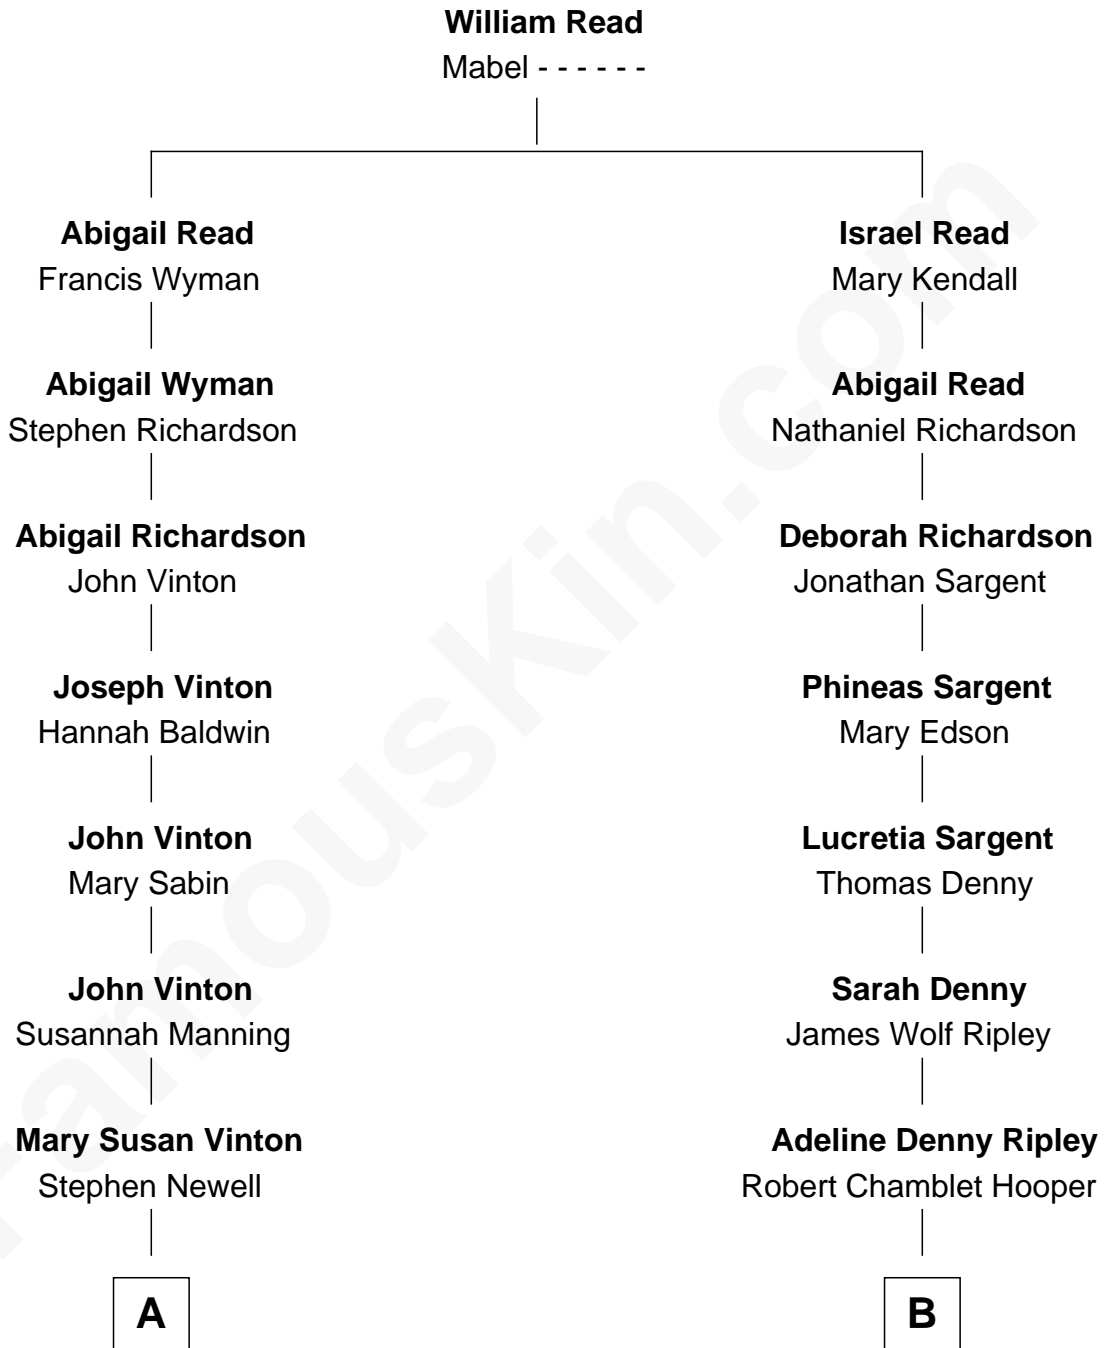 William Read
Mabel - - - - - -
Abigail Read
Francis Wyman
Israel Read
Mary Kendall
Abigail Wyman
Stephen Richardson
Abigail Read
Nathaniel Richardson
Abigail Richardson
John Vinton
Deborah Richardson
Jonathan Sargent
Joseph Vinton
Hannah Baldwin
Phineas Sargent
Mary Edson
John Vinton
Mary Sabin
Lucretia Sargent
Thomas Denny
John Vinton
Susannah Manning
Sarah Denny
James Wolf Ripley
Mary Susan Vinton
Stephen Newell
Adeline Denny Ripley
Robert Chamblet Hooper
A
B
FamousKin.com